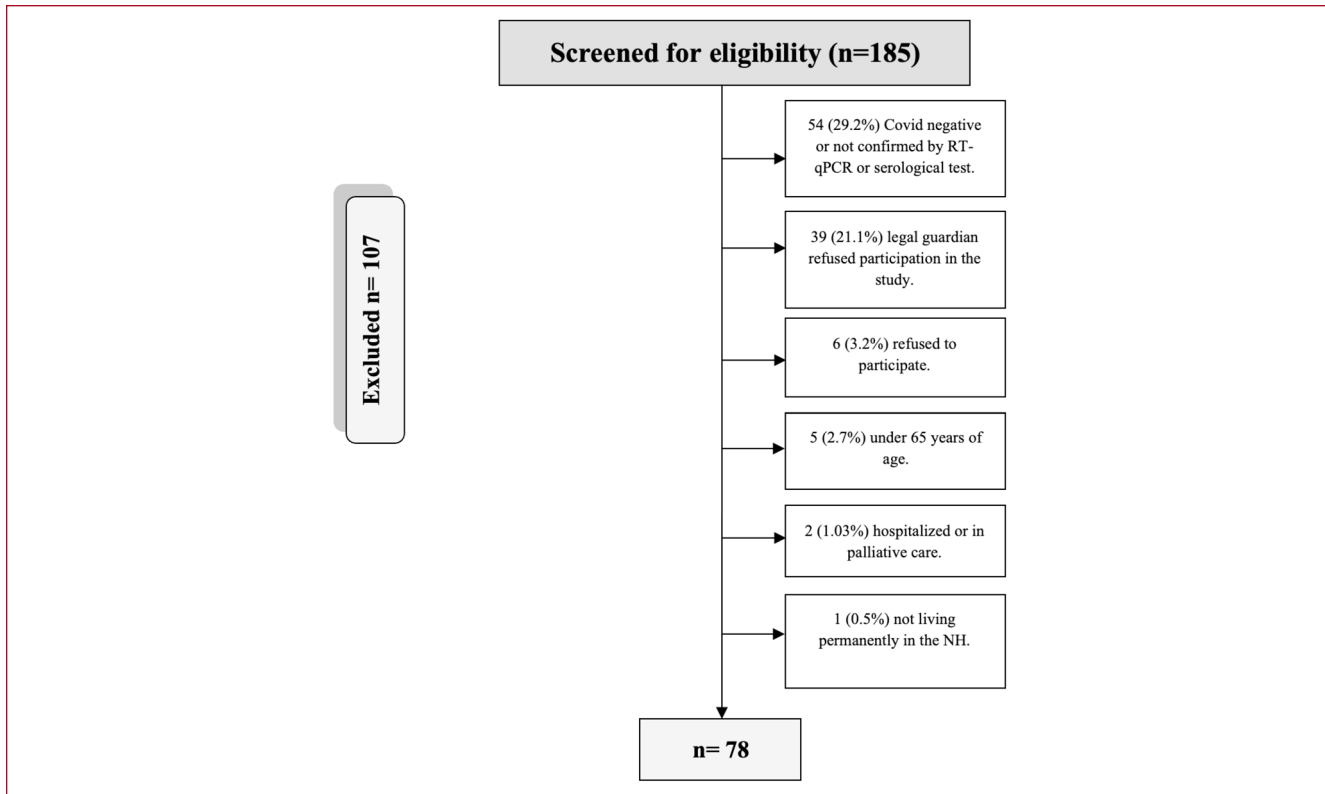 Screened for eligibility (n=185)
54 (29.2%) Covid negative
or not confirmed by RT-
qPCR or serological test.
Excluded n= 107
39 (21.1%) legal guardian
refused participation in the
study.
6 (3.2%) refused to
participate.
5 (2.7%) under 65 years of
age.
2 (1.03%) hospitalized or in
palliative care.
1 (0.5%) not living
permanently in the NH.
n= 78